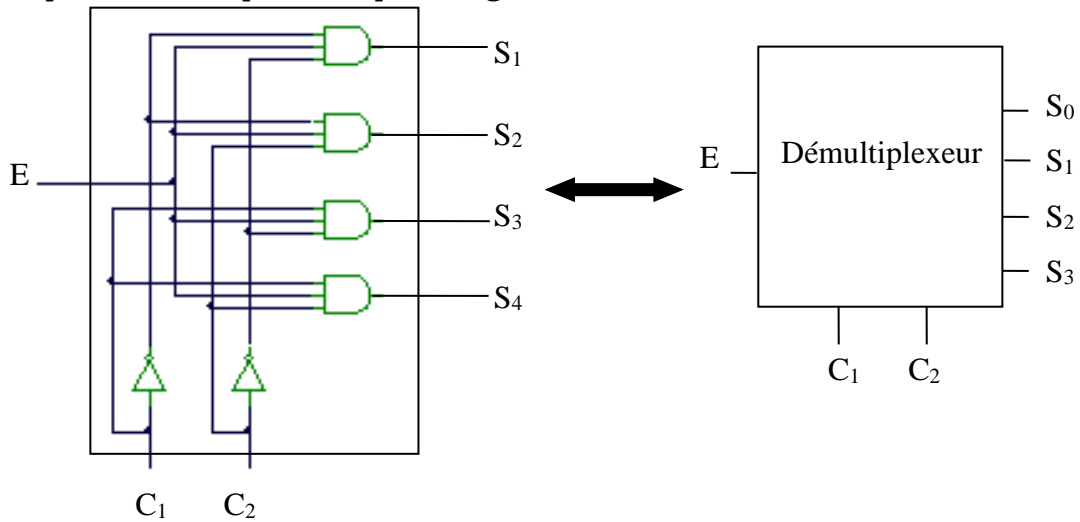 S₁
S₂
E
S₃
S₄
C₁ C₂
E
Démultiplexeur
S₀
S₁
S₂
S₃
C₁ C₂